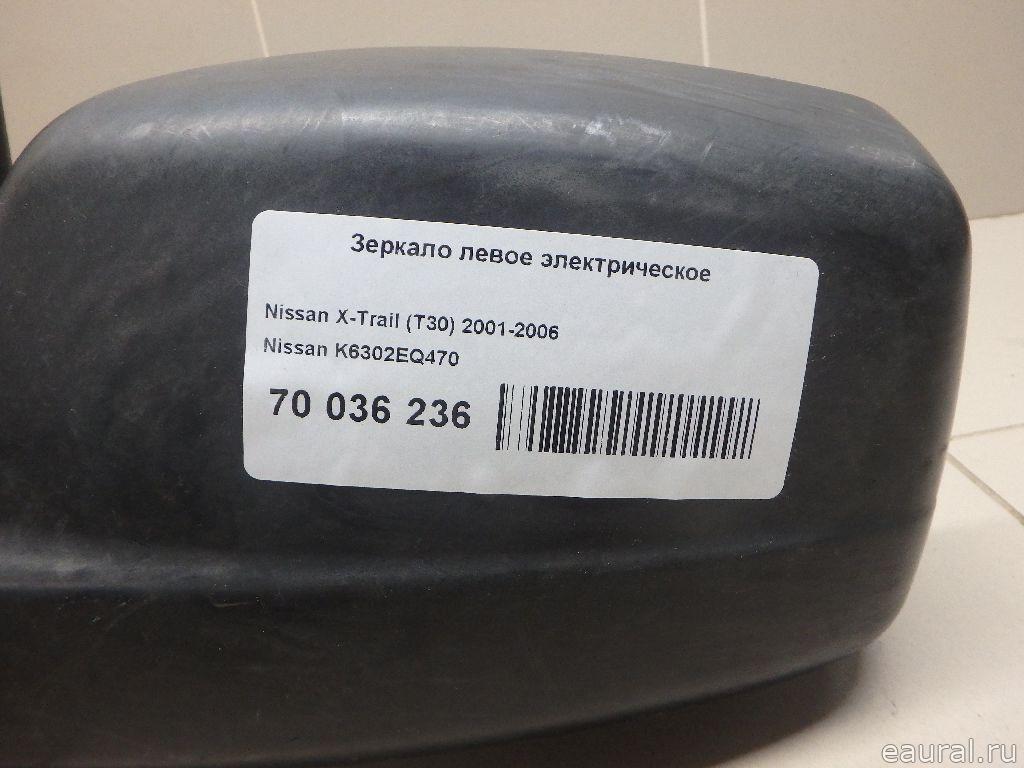 Зеркало левое электрическое
Nissan X-Trail (T30) 2001-2006
Nissan K6302EQ470
70 036 236
eaural.ru